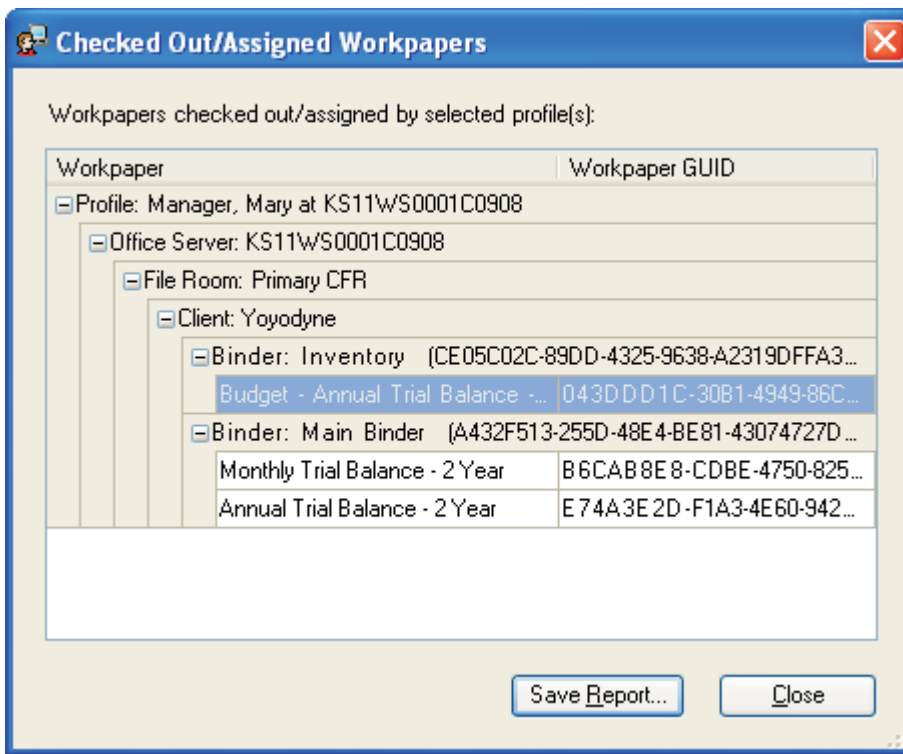 Checked Out/Assigned Workpapers
Workpapers checked out/assigned by selected profile(s):
Workpaper Workpaper GUID
Profile: Manager, Mary at KS11WS0001C0908
Office Server: KS11WS0001C0908
File Room: Primary CFR
Client: Yoyodyne
Binder: Inventory (CE05C02C-89DD-4325-9638-A2319DFFA3...
Budget - Annual Trial Balance -... 043DDD1C-30B1-4949-86C...
Binder: Main Binder (A432F513-255D-48E4-BE81-43074727D...
Monthly Trial Balance - 2 Year B6CAB8E8-CDBE-4750-825...
Annual Trial Balance - 2 Year E74A3E2D-F1A3-4E60-942...
Save Report... Close